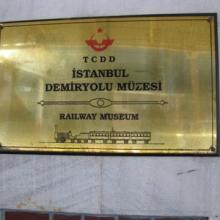 TCDD
İSTANBUL
DEMİRYOLU MÜZESİ
RAILWAY MUSEUM